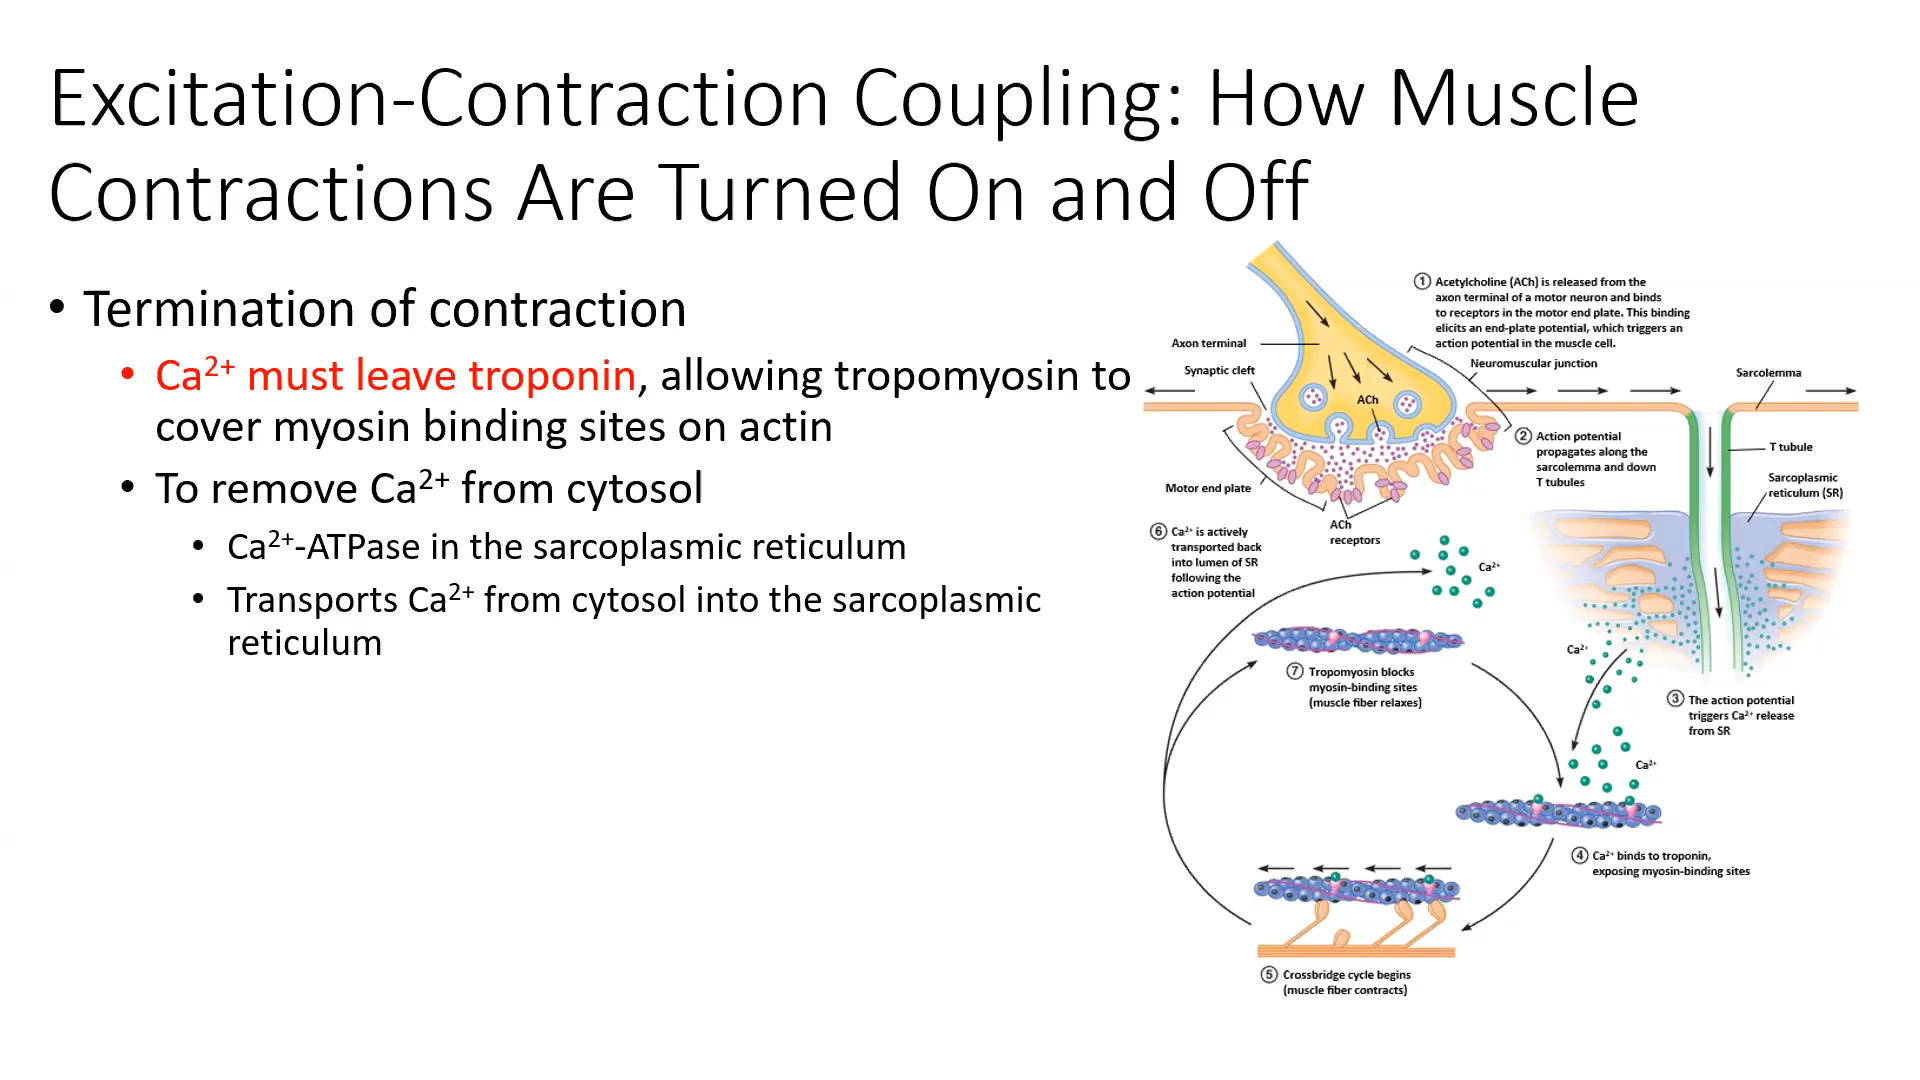 Excitation-Contraction Coupling: How Muscle
Contractions Are Turned On and Off
• Termination of contraction
• Ca²⁺ must leave troponin, allowing tropomyosin to
cover myosin binding sites on actin
• To remove Ca²⁺ from cytosol
• Ca²⁺-ATPase in the sarcoplasmic reticulum
• Transports Ca²⁺ from cytosol into the sarcoplasmic
reticulum
① Acetylcholine (ACh) is released from the
axon terminal of a motor neuron and binds
to receptors in the motor end plate. This binding
elicits an end-plate potential, which triggers an
action potential in the muscle cell.
Axon terminal
Neuromuscular junction
Synaptic cleft
Sarcolemma
ACh
② Action potential
propagates along the
sarcolemma and down
T tubules
T tubule
Sarcoplasmic
reticulum (SR)
Motor end plate
ACh
receptors
⑥ Ca²⁺ is actively
transported back
into lumen of SR
following the
action potential
Ca²⁺
Ca²⁺
⑦ Tropomyosin blocks
myosin-binding sites
(muscle fiber relaxes)
③ The action potential
triggers Ca²⁺ release
from SR
Ca²⁺
④ Ca²⁺ binds to troponin,
exposing myosin-binding sites
⑤ Crossbridge cycle begins
(muscle fiber contracts)